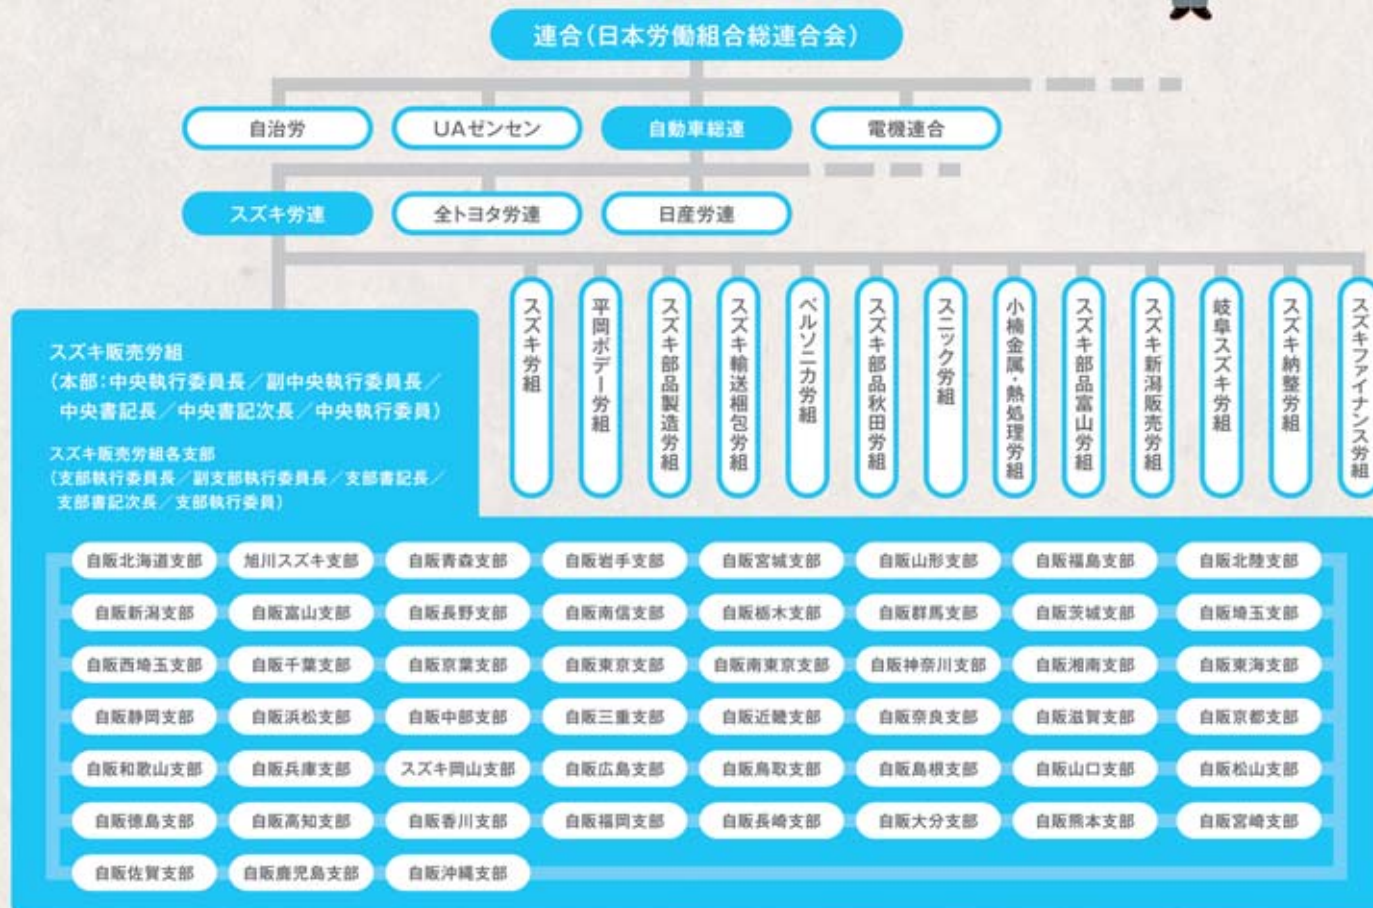 連合(日本労働組合総連合会)
自治労
UAゼンセン
自動車総連
電機連合
スズキ労連
全トヨタ労連
日産労連
スズキ労組
平岡ボデー労組
スズキ部品製造労組
スズキ輸送梱包労組
ベルソニカ労組
スズキ部品秋田労組
スニック労組
小楠金属・熱処理労組
スズキ部品富山労組
スズキ新潟販売労組
岐阜スズキ労組
スズキ納整労組
スズキファイナンス労組
スズキ販売労組
(本部:中央執行委員長/副中央執行委員長/
中央書記長/中央書記次長/中央執行委員)
スズキ販売労組各支部
(支部執行委員長/副支部執行委員長/支部書記長/
支部書記次長/支部執行委員)
自販北海道支部 旭川スズキ支部 自販青森支部 自販岩手支部 自販宮城支部 自販山形支部 自販福島支部 自販北陸支部
自販新潟支部 自販富山支部 自販長野支部 自販南信支部 自販栃木支部 自販群馬支部 自販茨城支部 自販埼玉支部
自販西埼玉支部 自販千葉支部 自販京葉支部 自販東京支部 自販南東京支部 自販神奈川支部 自販湘南支部 自販東海支部
自販静岡支部 自販浜松支部 自販中部支部 自販三重支部 自販近畿支部 自販奈良支部 自販滋賀支部 自販京都支部
自販和歌山支部 自販兵庫支部 スズキ岡山支部 自販広島支部 自販鳥取支部 自販島根支部 自販山口支部 自販松山支部
自販徳島支部 自販高知支部 自販香川支部 自販福岡支部 自販長崎支部 自販大分支部 自販熊本支部 自販宮崎支部
自販佐賀支部 自販鹿児島支部 自販沖縄支部